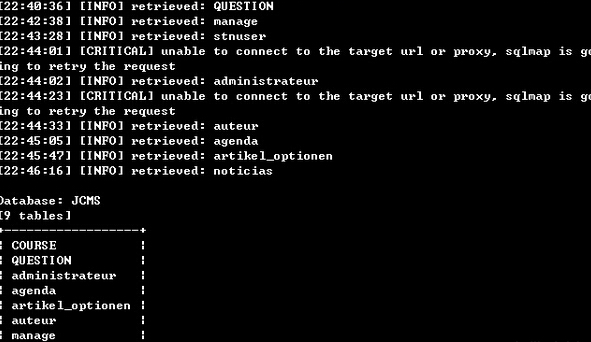 [22:40:36] [INFO] retrieved: QUESTION
[22:42:38] [INFO] retrieved: manage
[22:43:28] [INFO] retrieved: stnuser
[22:44:01] [CRITICAL] unable to connect to the target url or proxy, sqlmap is go
ing to retry the request
[22:44:02] [INFO] retrieved: administrateur
[22:44:23] [CRITICAL] unable to connect to the target url or proxy, sqlmap is go
ing to retry the request
[22:44:33] [INFO] retrieved: auteur
[22:45:05] [INFO] retrieved: agenda
[22:45:47] [INFO] retrieved: artikel_optionen
[22:46:16] [INFO] retrieved: noticias
Database: JCMS
[9 tables]
+------------------+
¦ COURSE ¦
¦ QUESTION ¦
¦ administrateur ¦
¦ agenda ¦
¦ artikel_optionen ¦
¦ auteur ¦
¦ manage ¦